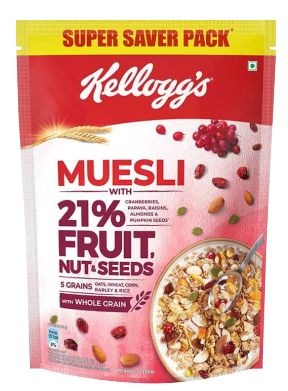 SUPER SAVER PACK*
Kellogg's
MUESLI
WITH
21%
CRANBERRIES,
PAPAYA, RAISINS,
ALMONDS &
PUMPKIN SEEDS
FRUIT,
NUT & SEEDS
5 GRAINS
OATS, WHEAT, CORN,
BARLEY & RICE
WITH WHOLE GRAIN